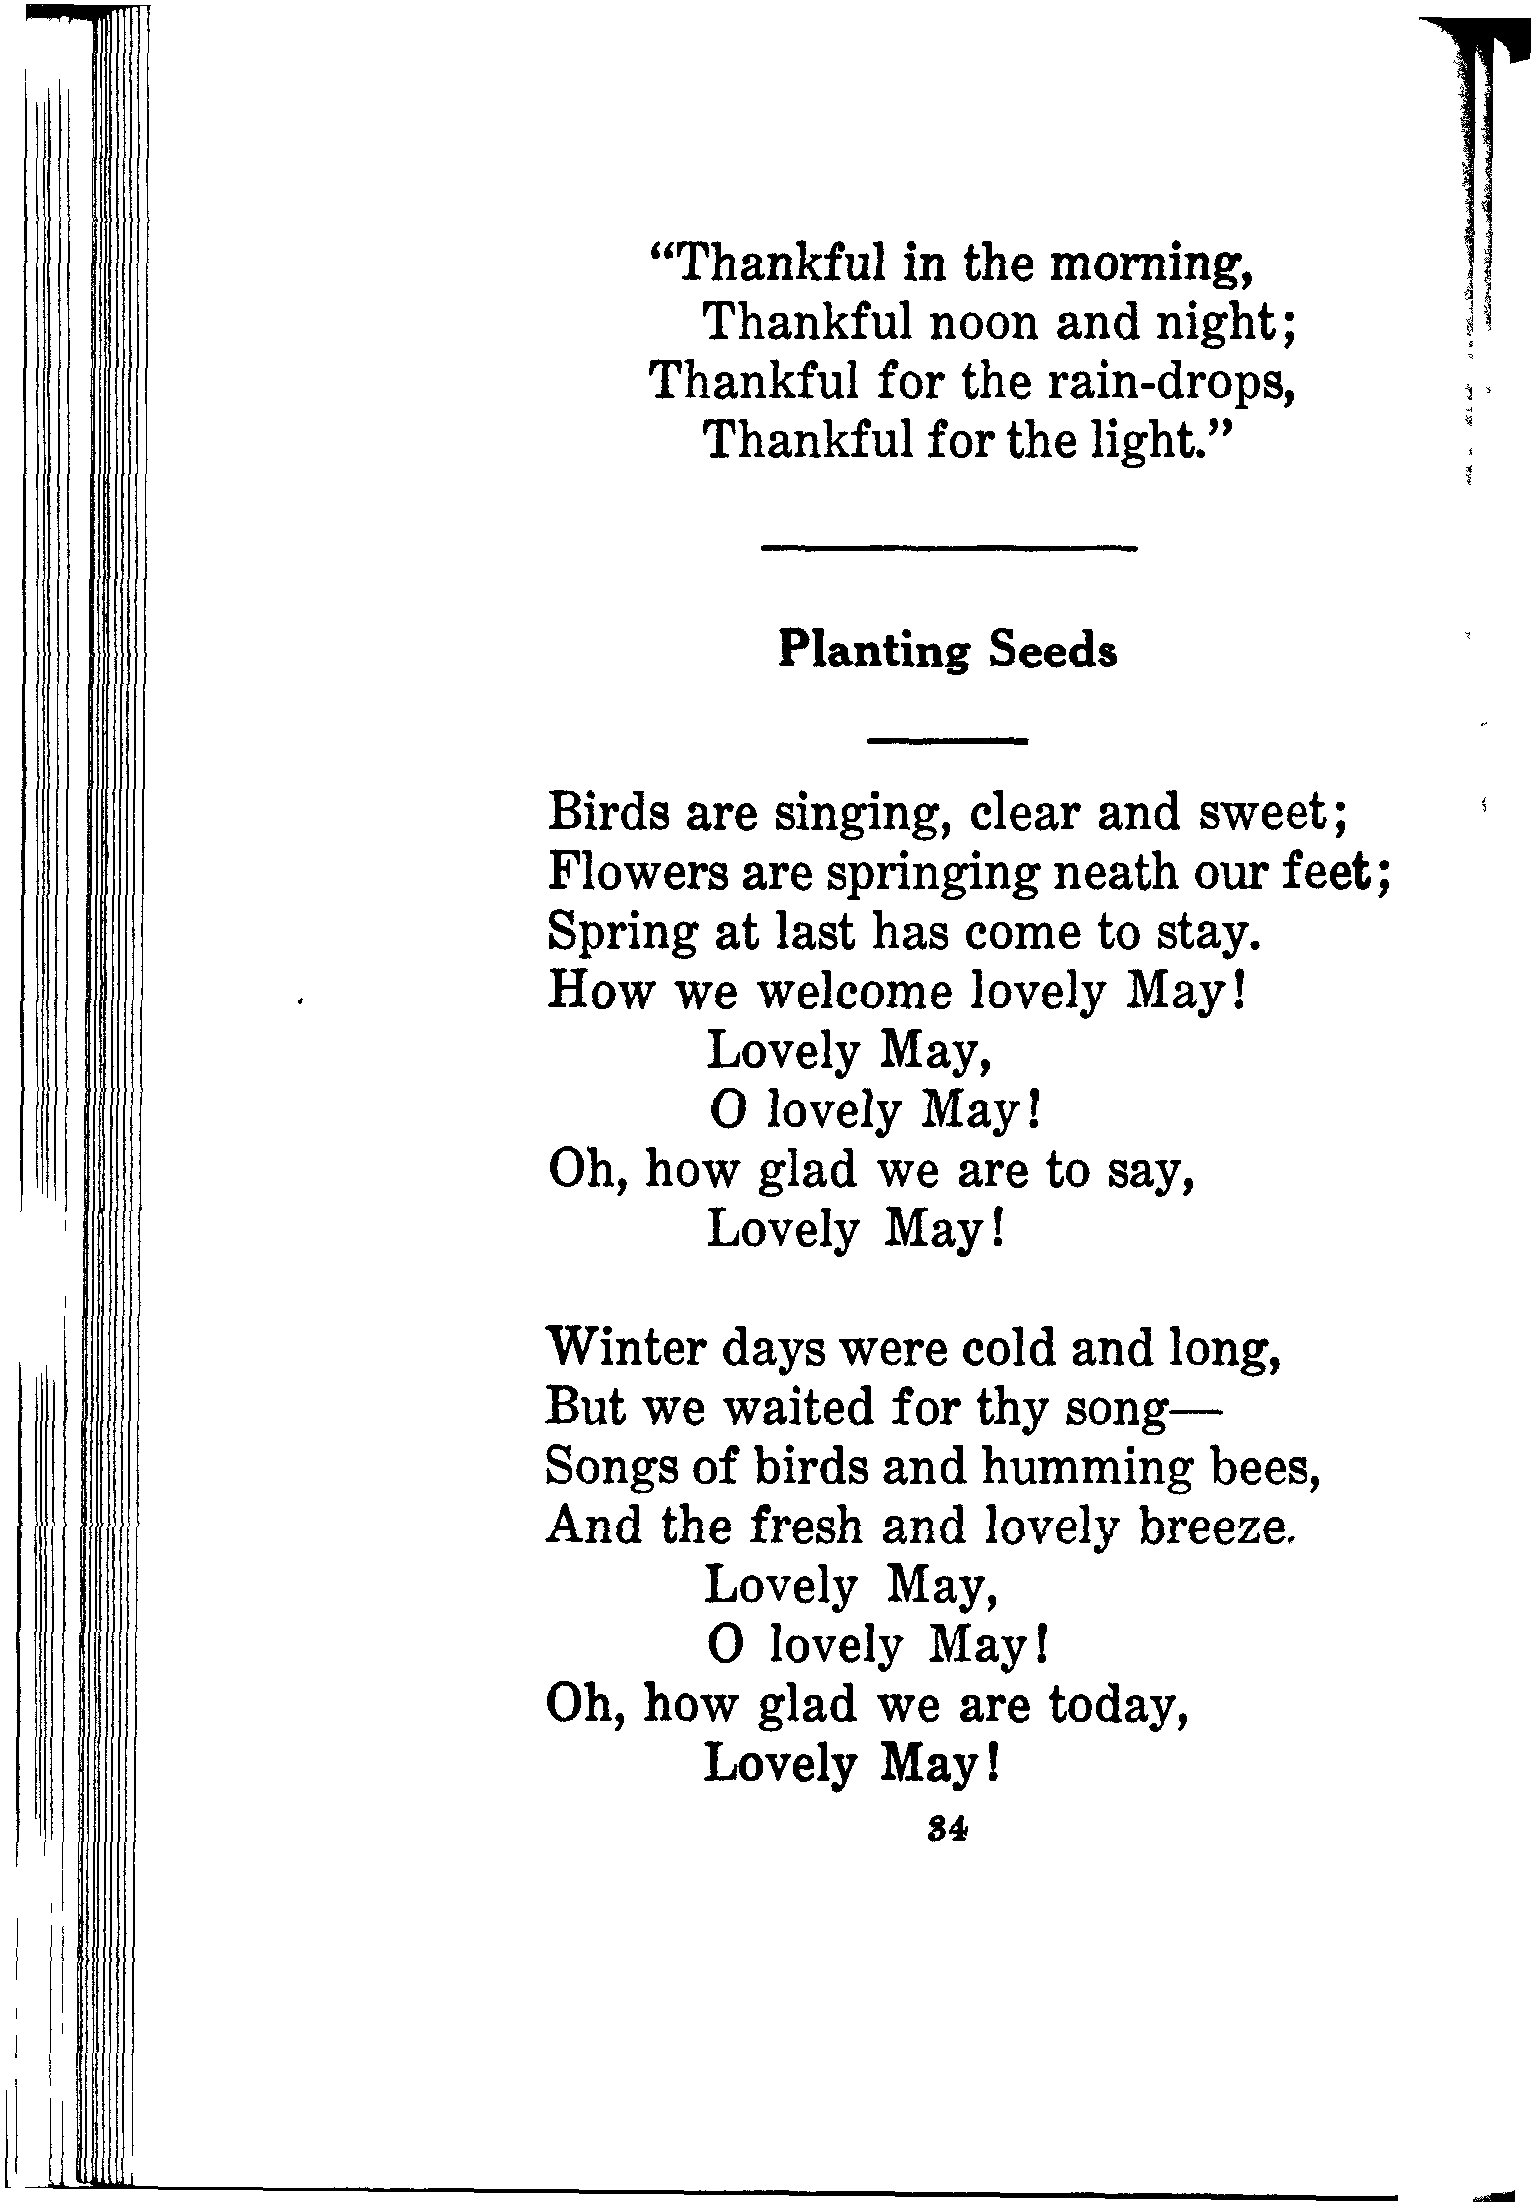 “Thankful in the morning,
Thankful noon and night;
Thankful for the rain-drops,
Thankful for the light.”
Planting Seeds
Birds are singing, clear and sweet;
Flowers are springing neath our feet;
Spring at last has come to stay.
How we welcome lovely May!
Lovely May,
O lovely May!
Oh, how glad we are to say,
Lovely May!
Winter days were cold and long,
But we waited for thy song—
Songs of birds and humming bees,
And the fresh and lovely breeze.
Lovely May,
O lovely May!
Oh, how glad we are today,
Lovely May!
34